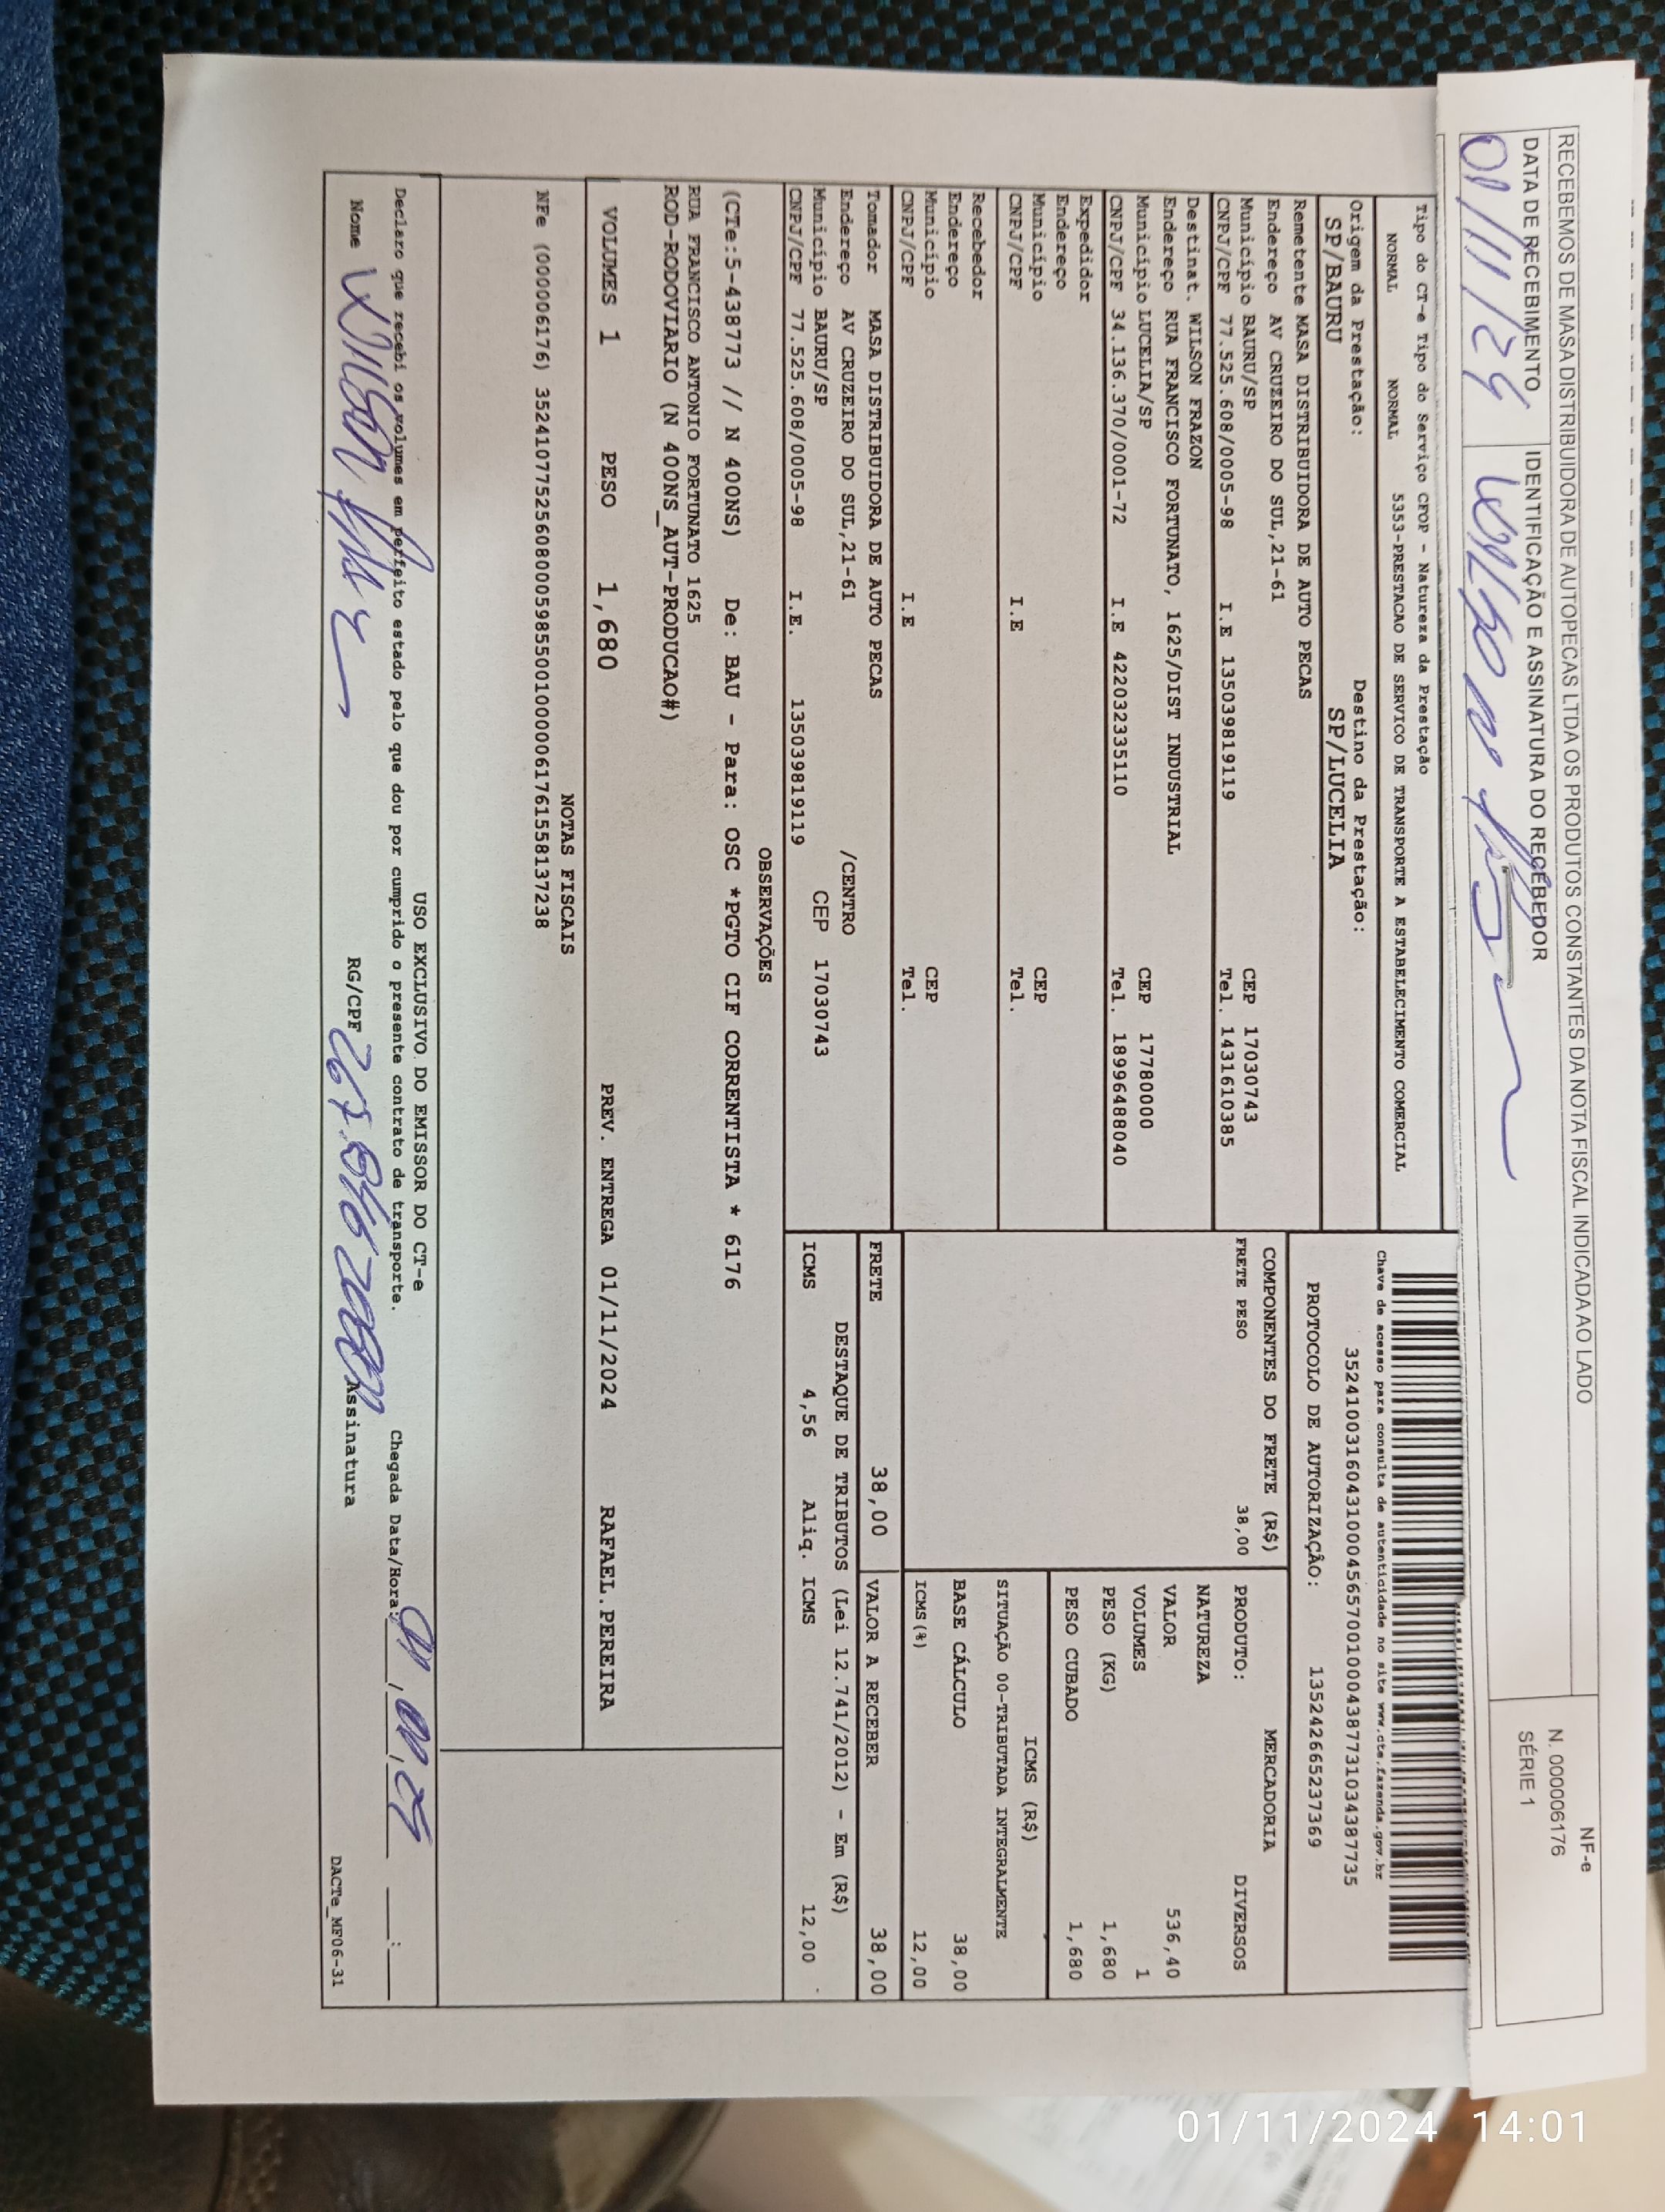 RECEBEMOS DE MASA DISTRIBUIDORA DE AUTOPECAS LTDA OS PRODUTOS CONSTANTES DA NOTA FISCAL INDICADA AO LADO
NF-e
N. 000006176
SÉRIE 1
DATA DE RECEBIMENTO
IDENTIFICAÇÃO E ASSINATURA DO RECEBEDOR
01/11/24
Wilson
Tipo do CT-e Tipo do Serviço CFOP - Natureza da Prestação
NORMAL NORMAL 5353-PRESTACAO DE SERVICO DE TRANSPORTE A ESTABELECIMENTO COMERCIAL
Origem da Prestação: Destino da Prestação:
SP/BAURU SP/LUCELIA
Chave de acesso para consulta de autenticidade no site www.cte.fazenda.gov.br
35241003160431000456570010004387731034387735
PROTOCOLO DE AUTORIZAÇÃO: 135242665237369
Remetente MASA DISTRIBUIDORA DE AUTO PECAS
Endereço AV CRUZEIRO DO SUL,21-61
Município BAURU/SP CEP 17030743
CNPJ/CPF 77.525.608/0005-98 I.E 135039819119 Tel. 1431610385
Destinat. WILSON FRAZON
Endereço RUA FRANCISCO FORTUNATO, 1625/DIST INDUSTRIAL
Município LUCELIA/SP CEP 17780000
CNPJ/CPF 34.136.370/0001-72 I.E 422032335110 Tel. 18996488040
Expedidor
Endereço
Município CEP
CNPJ/CPF I.E Tel.
Recebedor
Endereço
Município CEP
CNPJ/CPF I.E Tel.
Tomador MASA DISTRIBUIDORA DE AUTO PECAS
Endereço AV CRUZEIRO DO SUL,21-61 /CENTRO
Município BAURU/SP CEP 17030743
CNPJ/CPF 77.525.608/0005-98 I.E. 135039819119
COMPONENTES DO FRETE (R$)
FRETE PESO 38,00
MERCADORIA
PRODUTO: DIVERSOS
NATUREZA
VALOR 536,40
VOLUMES 1
PESO (KG) 1,680
PESO CUBADO 1,680
ICMS (R$)
SITUAÇÃO 00-TRIBUTADA INTEGRALMENTE
BASE CÁLCULO 38,00
ICMS(%) 12,00
FRETE 38,00 VALOR A RECEBER 38,00
DESTAQUE DE TRIBUTOS (Lei 12.741/2012) - Em (R$)
ICMS 4,56 Aliq. ICMS 12,00
OBSERVAÇÕES
(CTe:5-438773 // N 400NS) De: BAU - Para: OSC *PGTO CIF CORRENTISTA * 6176
RUA FRANCISCO ANTONIO FORTUNATO 1625
ROD-RODOVIARIO (N 400NS_AUT-PRODUCAO#)
VOLUMES 1 PESO 1,680 PREV. ENTREGA 01/11/2024 RAFAEL.PEREIRA
NOTAS FISCAIS
NFe (000006176) 35241077525608000598550010000061761558137238
USO EXCLUSIVO DO EMISSOR DO CT-e
Declaro que recebi os volumes em perfeito estado pelo que dou por cumprido o presente contrato de transporte. Chegada Data/Hora:
Nome Wilson RG/CPF Assinatura
DACTe_MF06-31
01/11/2024 14:01